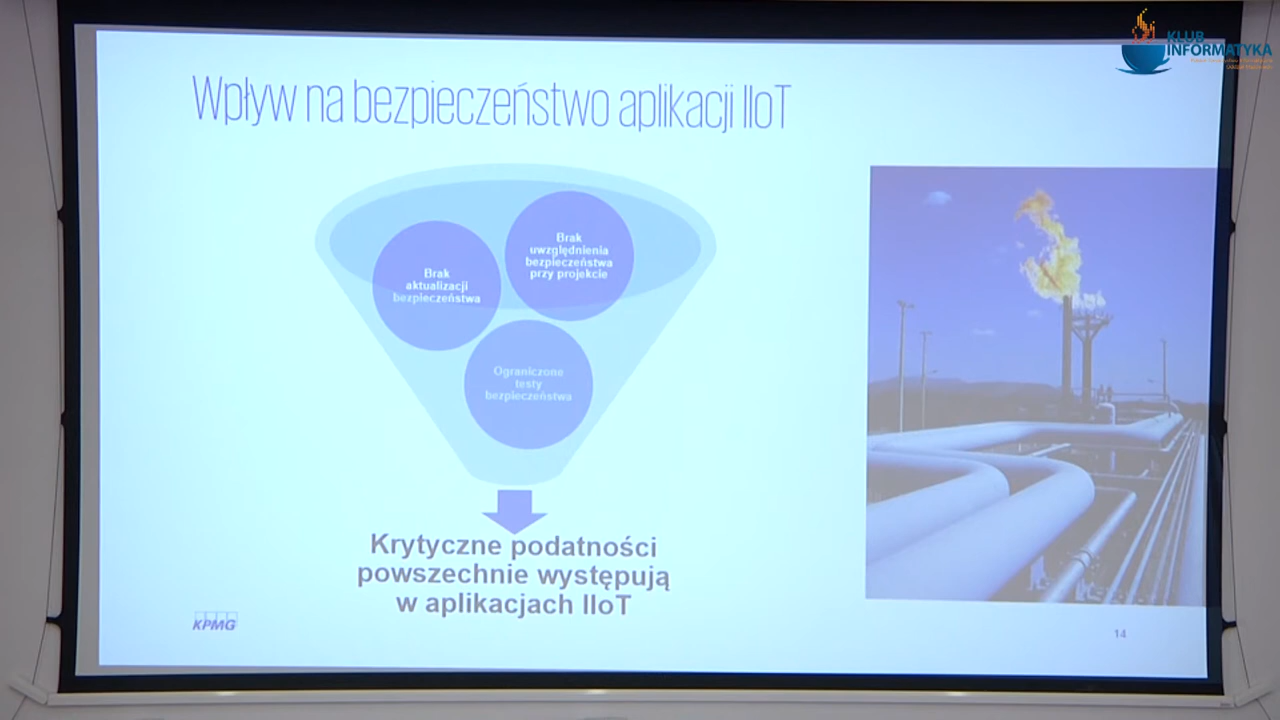 KLUB
INFORMATYKA
Wpływ na bezpieczeństwo aplikacji IIoT
Brak
uwzględnienia
bezpieczeństwa
przy projekcie
Brak
aktualizacji
bezpieczeństwa
Ograniczone
testy
bezpieczeństwa
Krytyczne podatności
powszechnie występują
w aplikacjach IIoT
KPMG
14